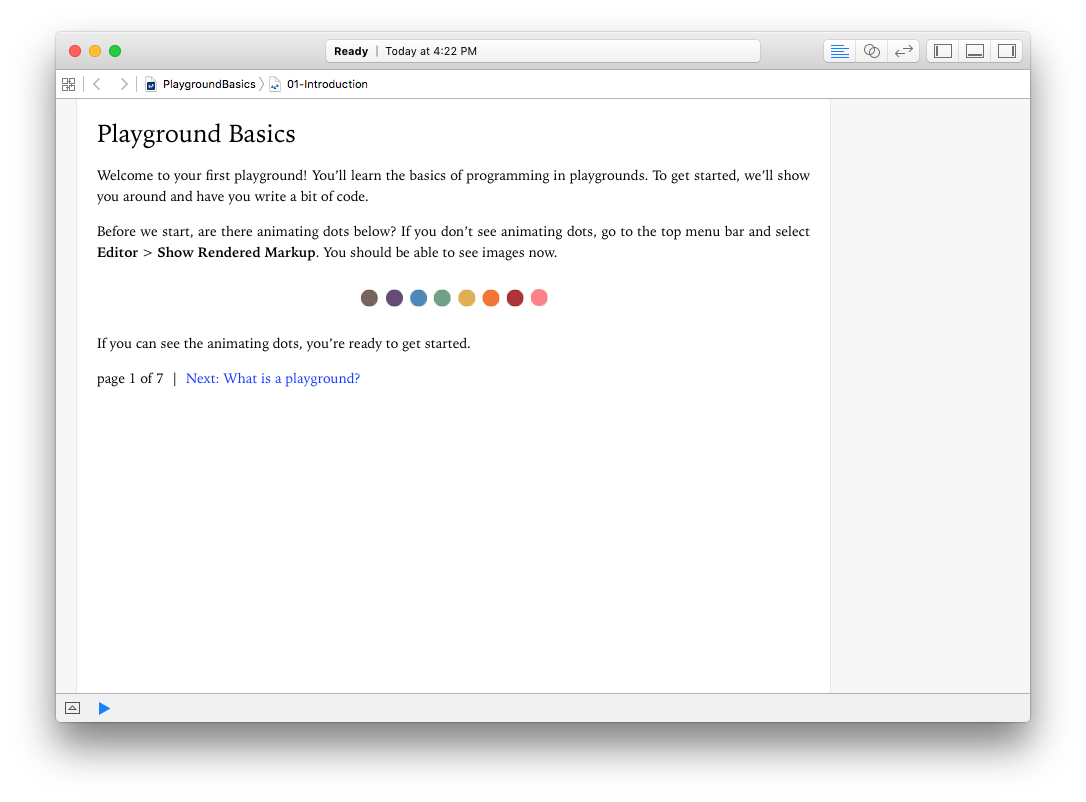 Ready | Today at 4:22 PM
PlaygroundBasics 〉 01-Introduction
Playground Basics
Welcome to your first playground! You’ll learn the basics of programming in playgrounds. To get started, we’ll show
you around and have you write a bit of code.
Before we start, are there animating dots below? If you don’t see animating dots, go to the top menu bar and select
Editor > Show Rendered Markup. You should be able to see images now.
If you can see the animating dots, you’re ready to get started.
page 1 of 7 | Next: What is a playground?